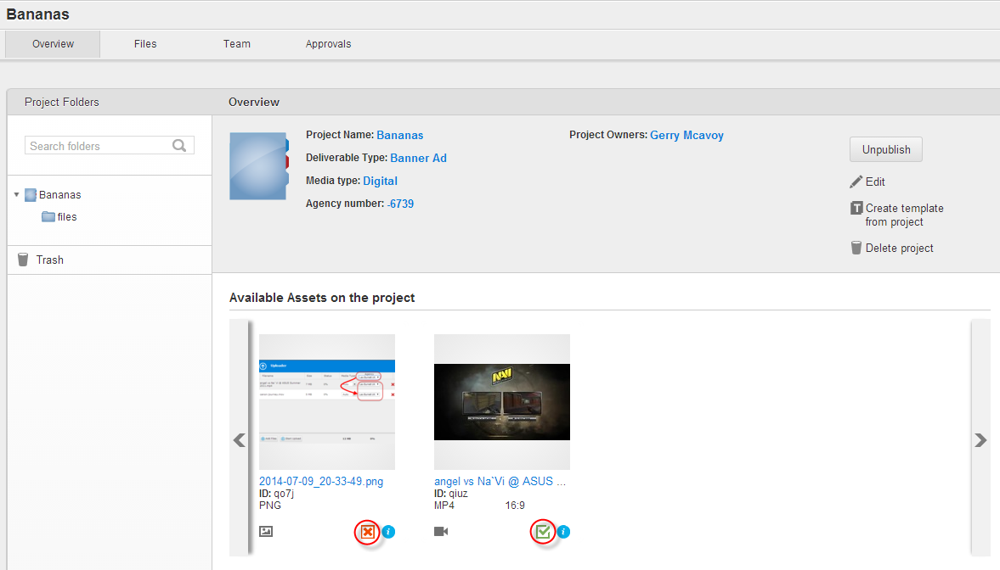 Bananas
Overview
Files
Team
Approvals
Project Folders
Overview
Search folders
Bananas
files
Trash
Project Name: Bananas
Deliverable Type: Banner Ad
Media type: Digital
Agency number: -6739
Project Owners: Gerry Mcavoy
Unpublish
Edit
T Create template
from project
Delete project
Available Assets on the project
NAVI
2014-07-09_20-33-49.png
ID: qo7j
PNG
angel vs Na`Vi @ ASUS ...
ID: qiuz
MP4 16:9